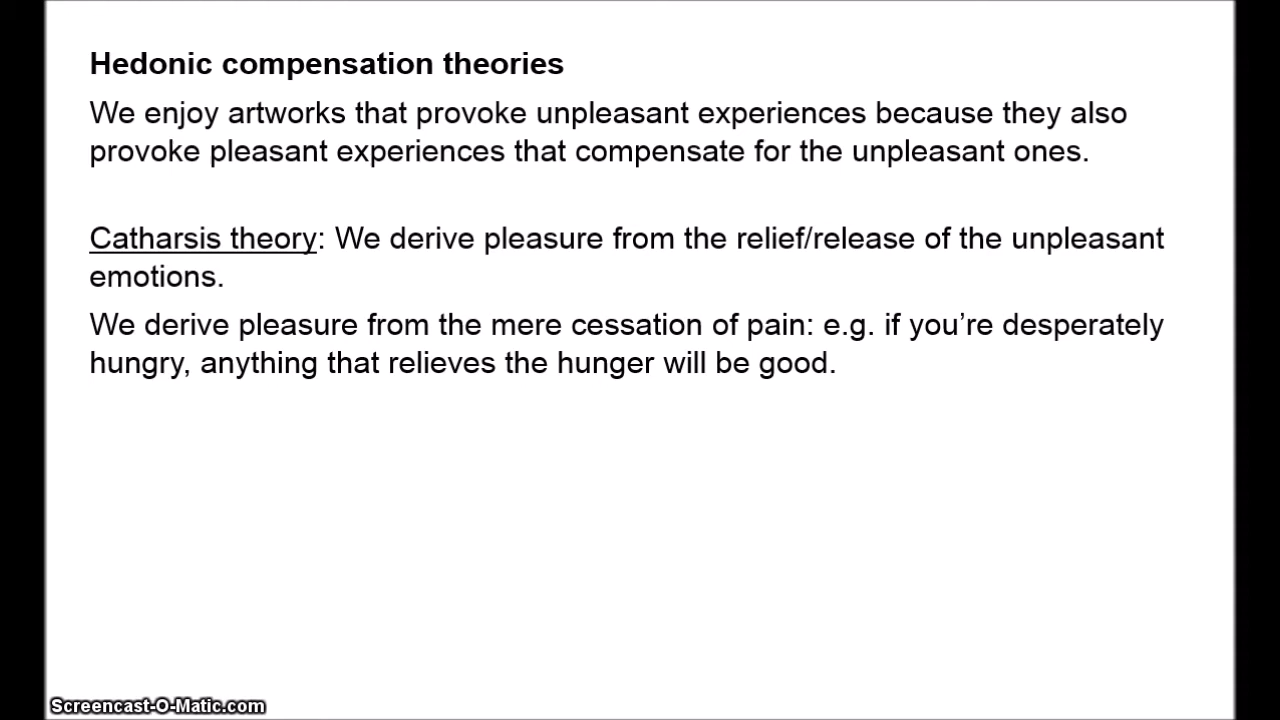 Hedonic compensation theories
We enjoy artworks that provoke unpleasant experiences because they also
provoke pleasant experiences that compensate for the unpleasant ones.
Catharsis theory: We derive pleasure from the relief/release of the unpleasant
emotions.
We derive pleasure from the mere cessation of pain: e.g. if you’re desperately
hungry, anything that relieves the hunger will be good.
Screencast-O-Matic.com